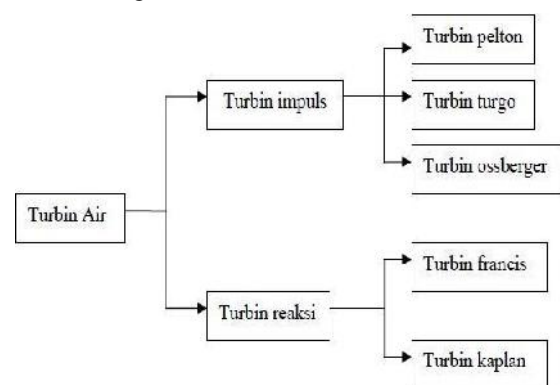 Turbin pelton
Turbin impuls
Turbin turgo
Turbin ossberger
Turbin Air
Turbin francis
Turbin reaksi
Turbin kaplan